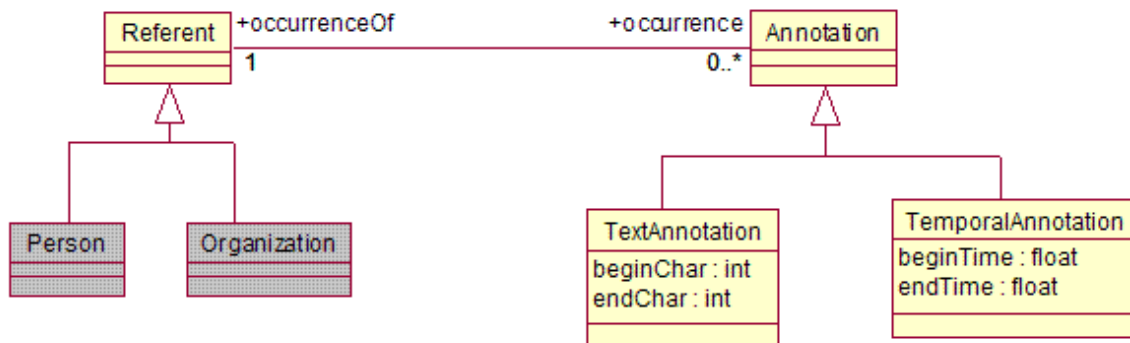 Referent
+occurrenceOf
+occurrence
Annotation
1
0..*
Person
Organization
TextAnnotation
beginChar : int
endChar : int
TemporalAnnotation
beginTime : float
endTime : float